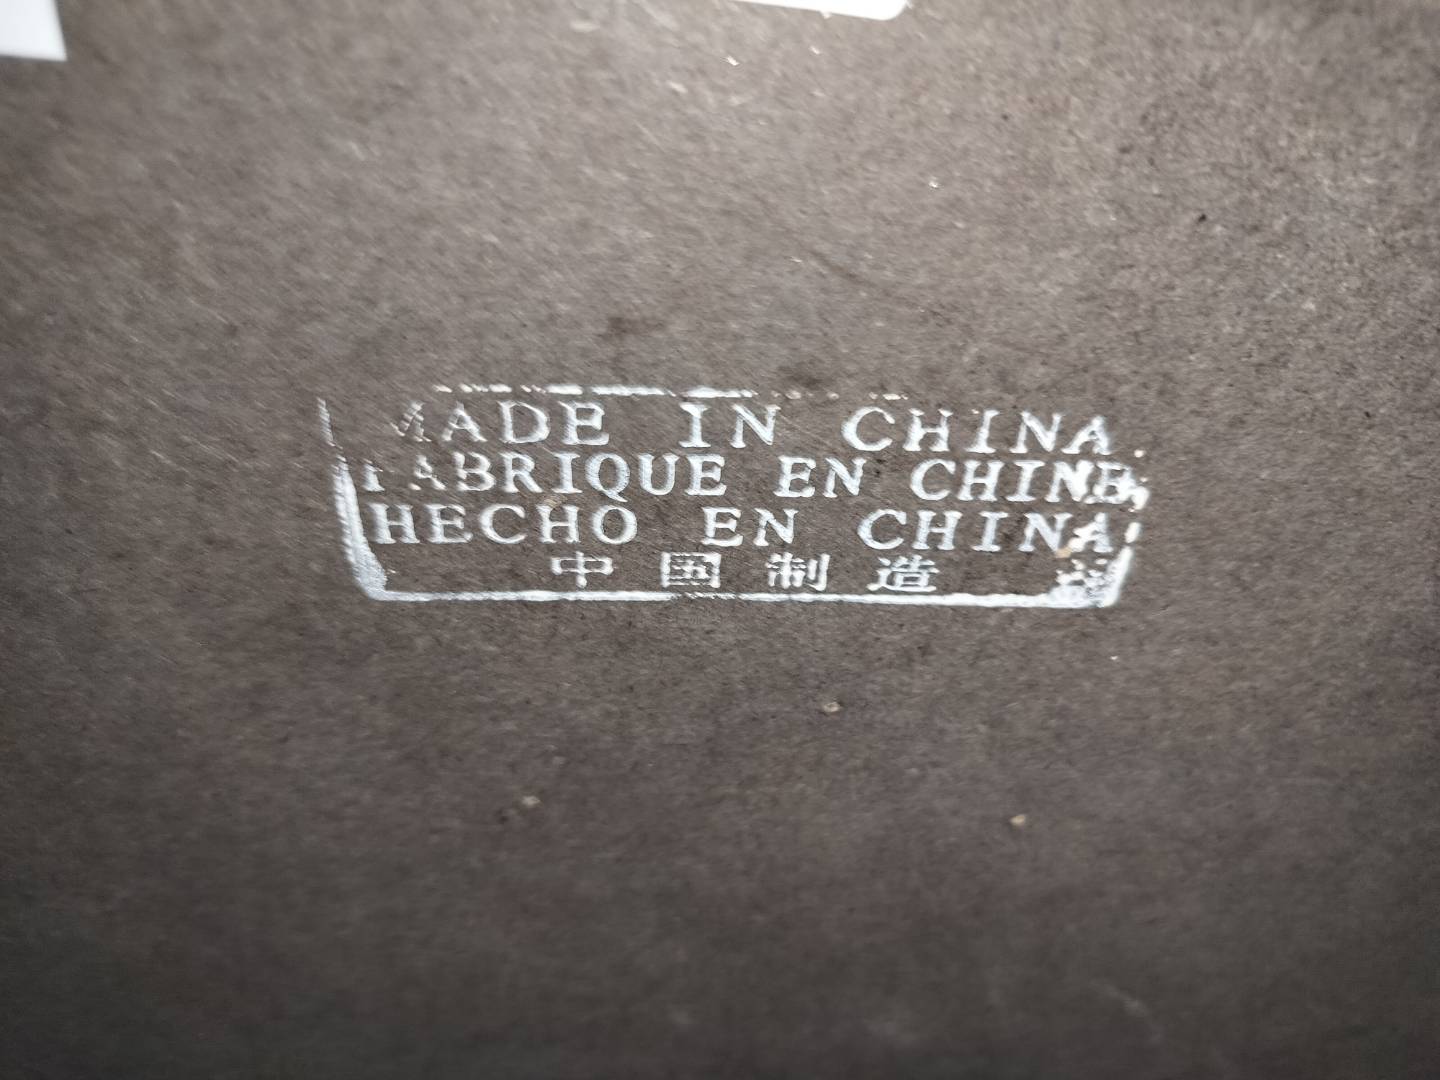 MADE IN CHINA
FABRIQUE EN CHINE
HECHO EN CHINA
中国制造